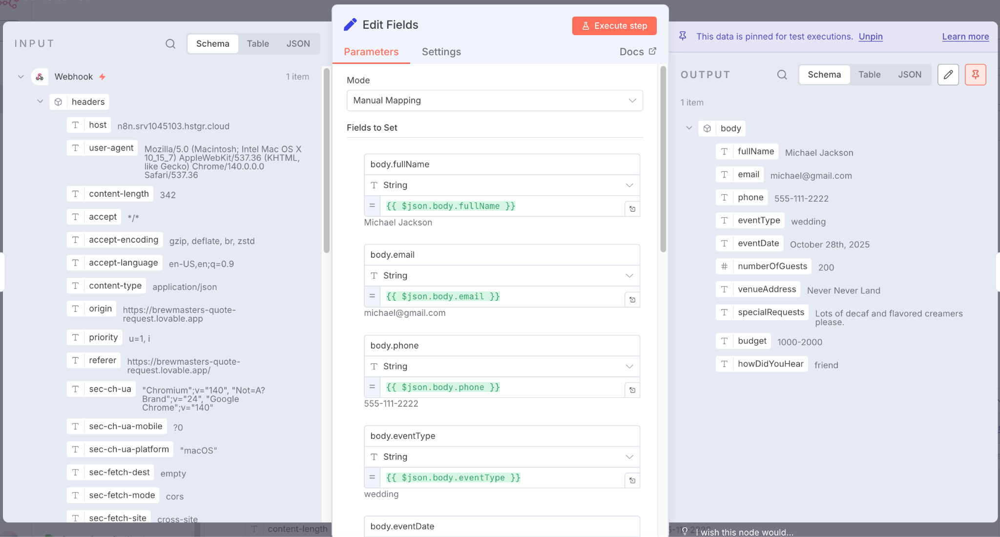 INPUT
Schema
Table
JSON
Webhook
1 item
headers
host
n8n.srv1045103.hstgr.cloud
user-agent
Mozilla/5.0 (Macintosh; Intel Mac OS X
10_15_7) AppleWebKit/537.36 (KHTML,
like Gecko) Chrome/140.0.0.0
Safari/537.36
content-length
342
accept
*/*
accept-encoding
gzip, deflate, br, zstd
accept-language
en-US,en;q=0.9
content-type
application/json
origin
https://brewmasters-quote-
request.lovable.app
priority
u=1, i
referer
https://brewmasters-quote-
request.lovable.app/
sec-ch-ua
"Chromium";v="140", "Not=A?
Brand";v="24", "Google
Chrome";v="140"
sec-ch-ua-mobile
?0
sec-ch-ua-platform
"macOS"
sec-fetch-dest
empty
sec-fetch-mode
cors
sec-fetch-site
cross-site
content-length
Edit Fields
Execute step
Parameters
Settings
Docs
Mode
Manual Mapping
Fields to Set
body.fullName
String
= {{ $json.body.fullName }}
Michael Jackson
body.email
String
= {{ $json.body.email }}
michael@gmail.com
body.phone
String
= {{ $json.body.phone }}
555-111-2222
body.eventType
String
= {{ $json.body.eventType }}
wedding
body.eventDate
This data is pinned for test executions. Unpin
Learn more
OUTPUT
Schema
Table
JSON
1 item
body
fullName
Michael Jackson
email
michael@gmail.com
phone
555-111-2222
eventType
wedding
eventDate
October 28th, 2025
# numberOfGuests
200
venueAddress
Never Never Land
specialRequests
Lots of decaf and flavored creamers
please.
budget
1000-2000
howDidYouHear
friend
I wish this node would...